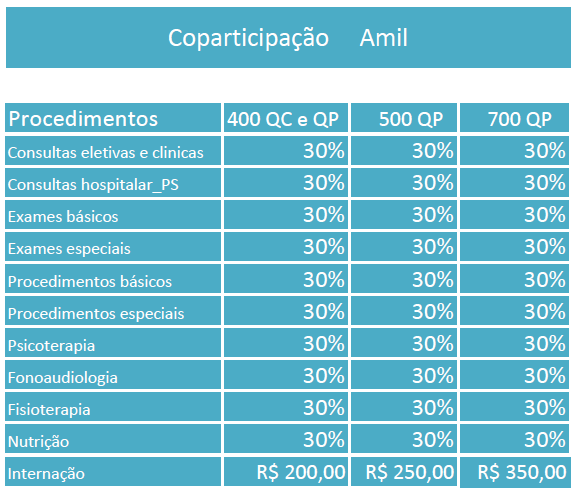 Coparticipação Amil
Procedimentos 400 QC e QP 500 QP 700 QP
Consultas eletivas e clinicas 30% 30% 30%
Consultas hospitalar_PS 30% 30% 30%
Exames básicos 30% 30% 30%
Exames especiais 30% 30% 30%
Procedimentos básicos 30% 30% 30%
Procedimentos especiais 30% 30% 30%
Psicoterapia 30% 30% 30%
Fonoaudiologia 30% 30% 30%
Fisioterapia 30% 30% 30%
Nutrição 30% 30% 30%
Internação R$ 200,00 R$ 250,00 R$ 350,00